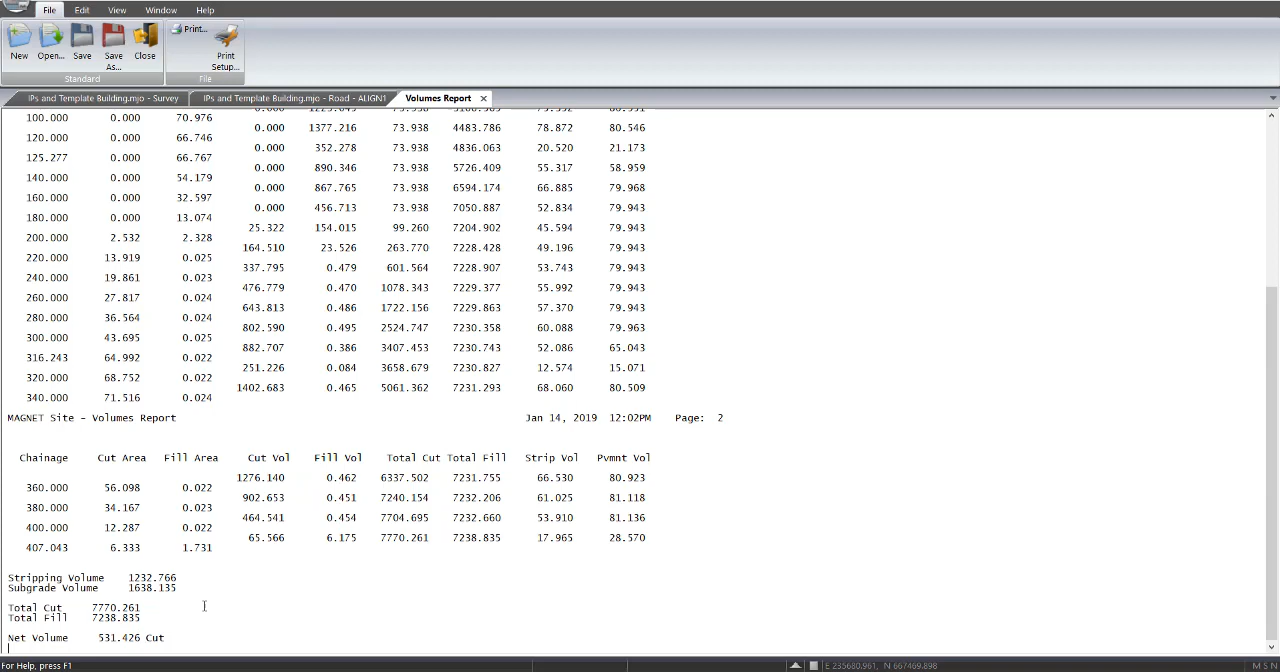 File Edit View Window Help
New Open... Save Save As... Close Print... Print Setup...
Standard File
IPs and Template Building.mjo - Survey IPs and Template Building.mjo - Road - ALIGN1 Volumes Report
100.000 0.000 70.976
0.000 1377.216 73.938 4483.786 78.872 80.546
120.000 0.000 66.746
0.000 352.278 73.938 4836.063 20.520 21.173
125.277 0.000 66.767
0.000 890.346 73.938 5726.409 55.317 58.959
140.000 0.000 54.179
0.000 867.765 73.938 6594.174 66.885 79.968
160.000 0.000 32.597
0.000 456.713 73.938 7050.887 52.834 79.943
180.000 0.000 13.074
25.322 154.015 99.260 7204.902 45.594 79.943
200.000 2.532 2.328
164.510 23.526 263.770 7228.428 49.196 79.943
220.000 13.919 0.025
337.795 0.479 601.564 7228.907 53.743 79.943
240.000 19.861 0.023
476.779 0.470 1078.343 7229.377 55.992 79.943
260.000 27.817 0.024
643.813 0.486 1722.156 7229.863 57.370 79.943
280.000 36.564 0.024
802.590 0.495 2524.747 7230.358 60.088 79.963
300.000 43.695 0.025
882.707 0.386 3407.453 7230.743 52.086 65.043
316.243 64.992 0.022
251.226 0.084 3658.679 7230.827 12.574 15.071
320.000 68.752 0.022
1402.683 0.465 5061.362 7231.293 68.060 80.509
340.000 71.516 0.024
MAGNET Site - Volumes Report Jan 14, 2019 12:02PM Page: 2
Chainage Cut Area Fill Area Cut Vol Fill Vol Total Cut Total Fill Strip Vol Pvmnt Vol
1276.140 0.462 6337.502 7231.755 66.530 80.923
360.000 56.098 0.022
902.653 0.451 7240.154 7232.206 61.025 81.118
380.000 34.167 0.023
464.541 0.454 7704.695 7232.660 53.910 81.136
400.000 12.287 0.022
65.566 6.175 7770.261 7238.835 17.965 28.570
407.043 6.333 1.731
Stripping Volume 1232.766
Subgrade Volume 1638.135
Total Cut 7770.261
Total Fill 7238.835
Net Volume 531.426 Cut
For Help, press F1 E 235680.961, N 667469.898 M S N